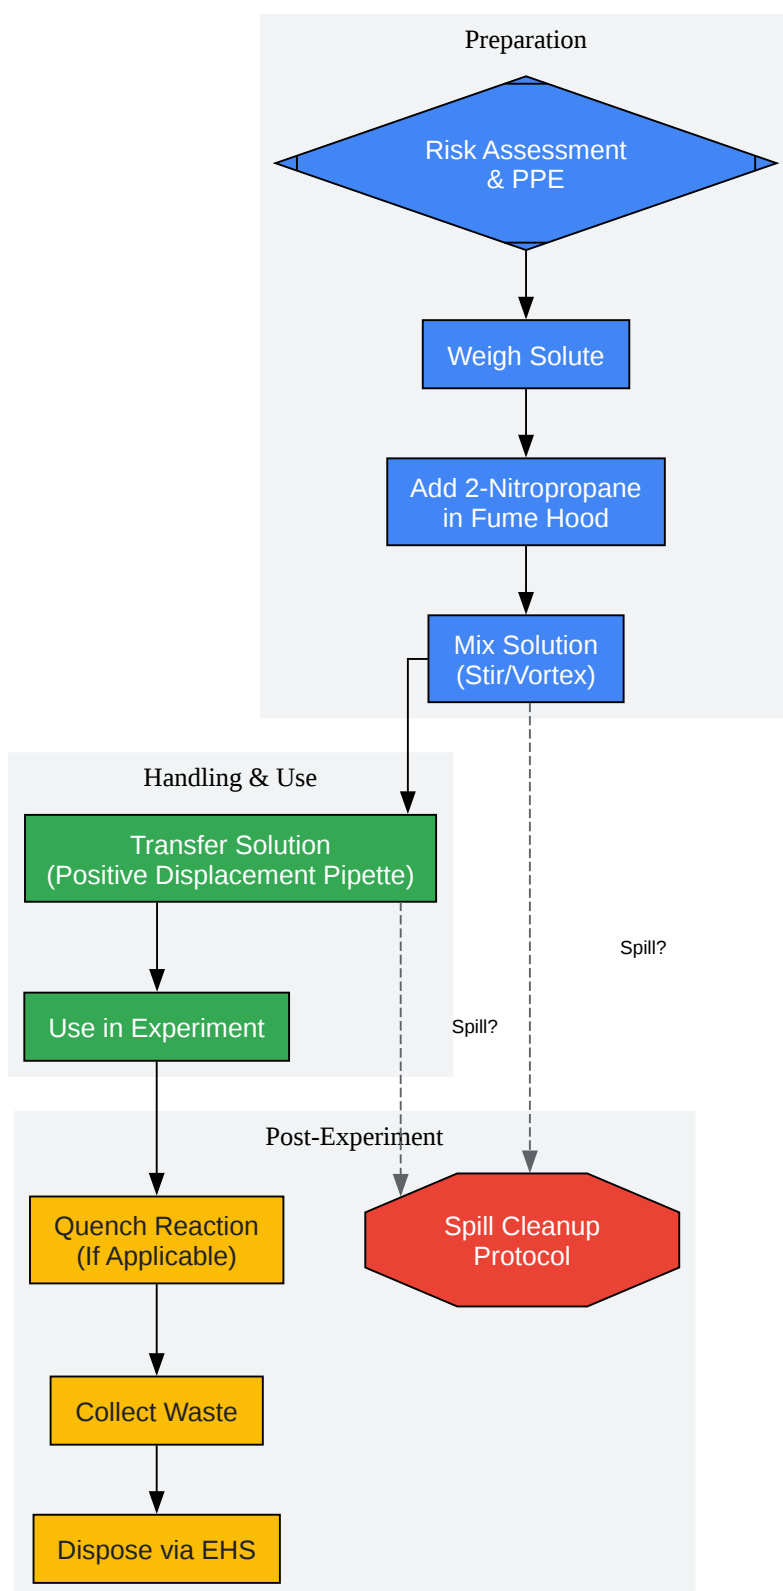 Preparation
Risk Assessment
& PPE
Weigh Solute
Add 2-Nitropropane
in Fume Hood
Mix Solution
(Stir/Vortex)
Handling & Use
Transfer Solution
(Positive Displacement Pipette)
Spill?
Use in Experiment
Spill?
Post-Experiment
Quench Reaction
(If Applicable)
Spill Cleanup
Protocol
Collect Waste
Dispose via EHS